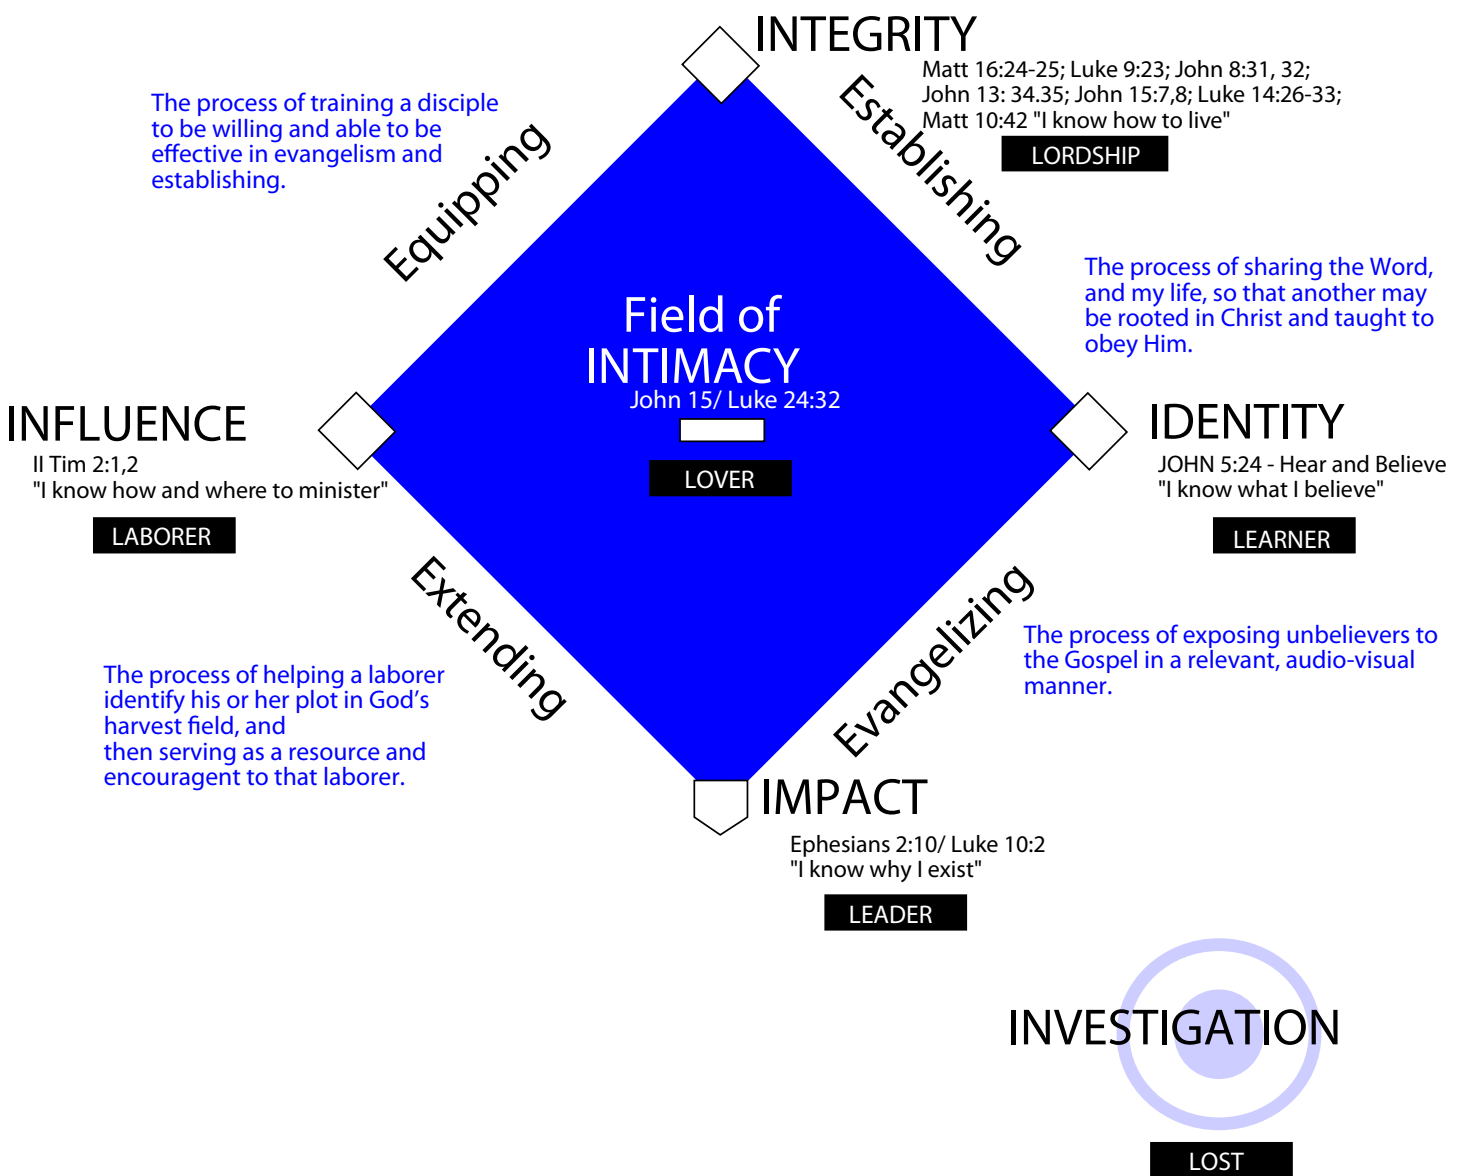 INTEGRITY
Matt 16:24-25; Luke 9:23; John 8:31, 32;
John 13: 34.35; John 15:7,8; Luke 14:26-33;
Matt 10:42 "I know how to live"
LORDSHIP
The process of training a disciple
to be willing and able to be
effective in evangelism and
establishing.
Equipping
Establishing
The process of sharing the Word,
and my life, so that another may
be rooted in Christ and taught to
obey Him.
Field of
INTIMACY
John 15/ Luke 24:32
LOVER
INFLUENCE
II Tim 2:1,2
"I know how and where to minister"
LABORER
IDENTITY
JOHN 5:24 - Hear and Believe
"I know what I believe"
LEARNER
Extending
Evangelizing
The process of exposing unbelievers to
the Gospel in a relevant, audio-visual
manner.
The process of helping a laborer
identify his or her plot in God's
harvest field, and
then serving as a resource and
encouragent to that laborer.
IMPACT
Ephesians 2:10/ Luke 10:2
"I know why I exist"
LEADER
INVESTIGATION
LOST